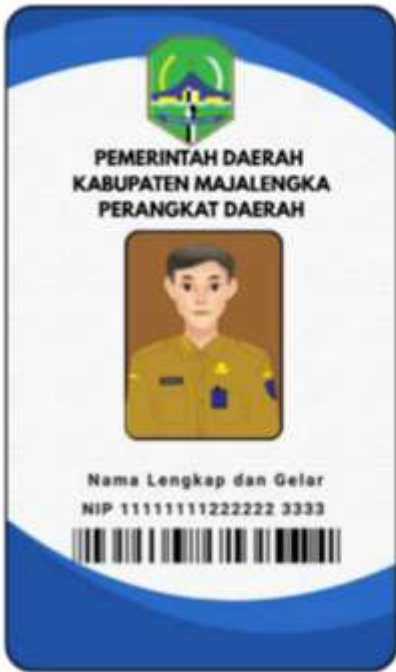 PEMERINTAH DAERAH
KABUPATEN MAJALENGKA
PERANGKAT DAERAH
Nama Lengkap dan Gelar
NIP 11111111222222 3333